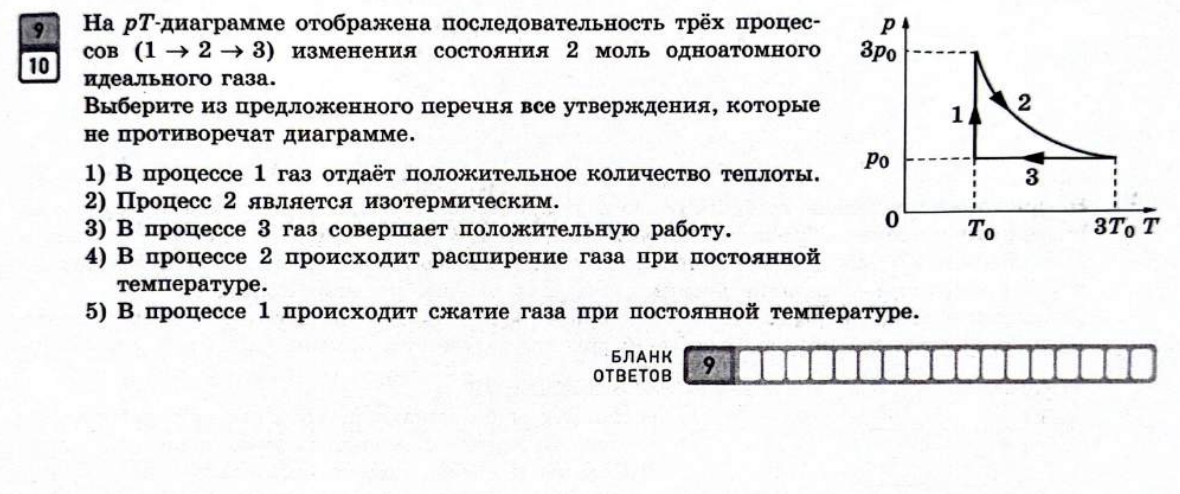 9
10
На pT-диаграмме отображена последовательность трёх процес-
сов (1 → 2 → 3) изменения состояния 2 моль одноатомного
идеального газа.
Выберите из предложенного перечня все утверждения, которые
не противоречат диаграмме.
1) В процессе 1 газ отдаёт положительное количество теплоты.
2) Процесс 2 является изотермическим.
3) В процессе 3 газ совершает положительную работу.
4) В процессе 2 происходит расширение газа при постоянной
температуре.
5) В процессе 1 происходит сжатие газа при постоянной температуре.
p
3p₀
1
2
p₀
3
0
T₀
3T₀ T
БЛАНК
ОТВЕТОВ
9